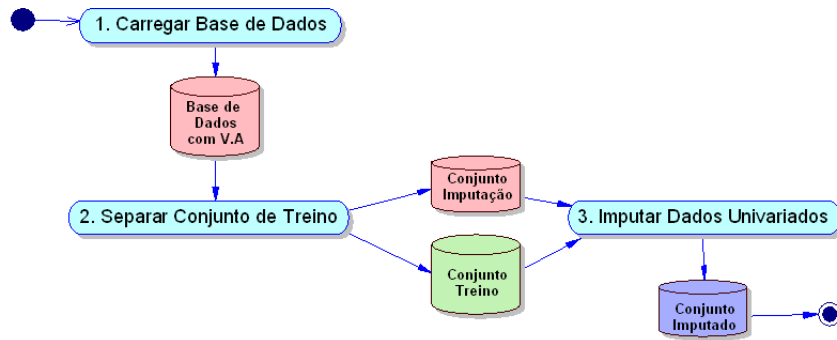 1. Carregar Base de Dados
Base de
Dados
com V.A
Conjunto
Imputação
2. Separar Conjunto de Treino
3. Imputar Dados Univariados
Conjunto
Treino
Conjunto
Imputado